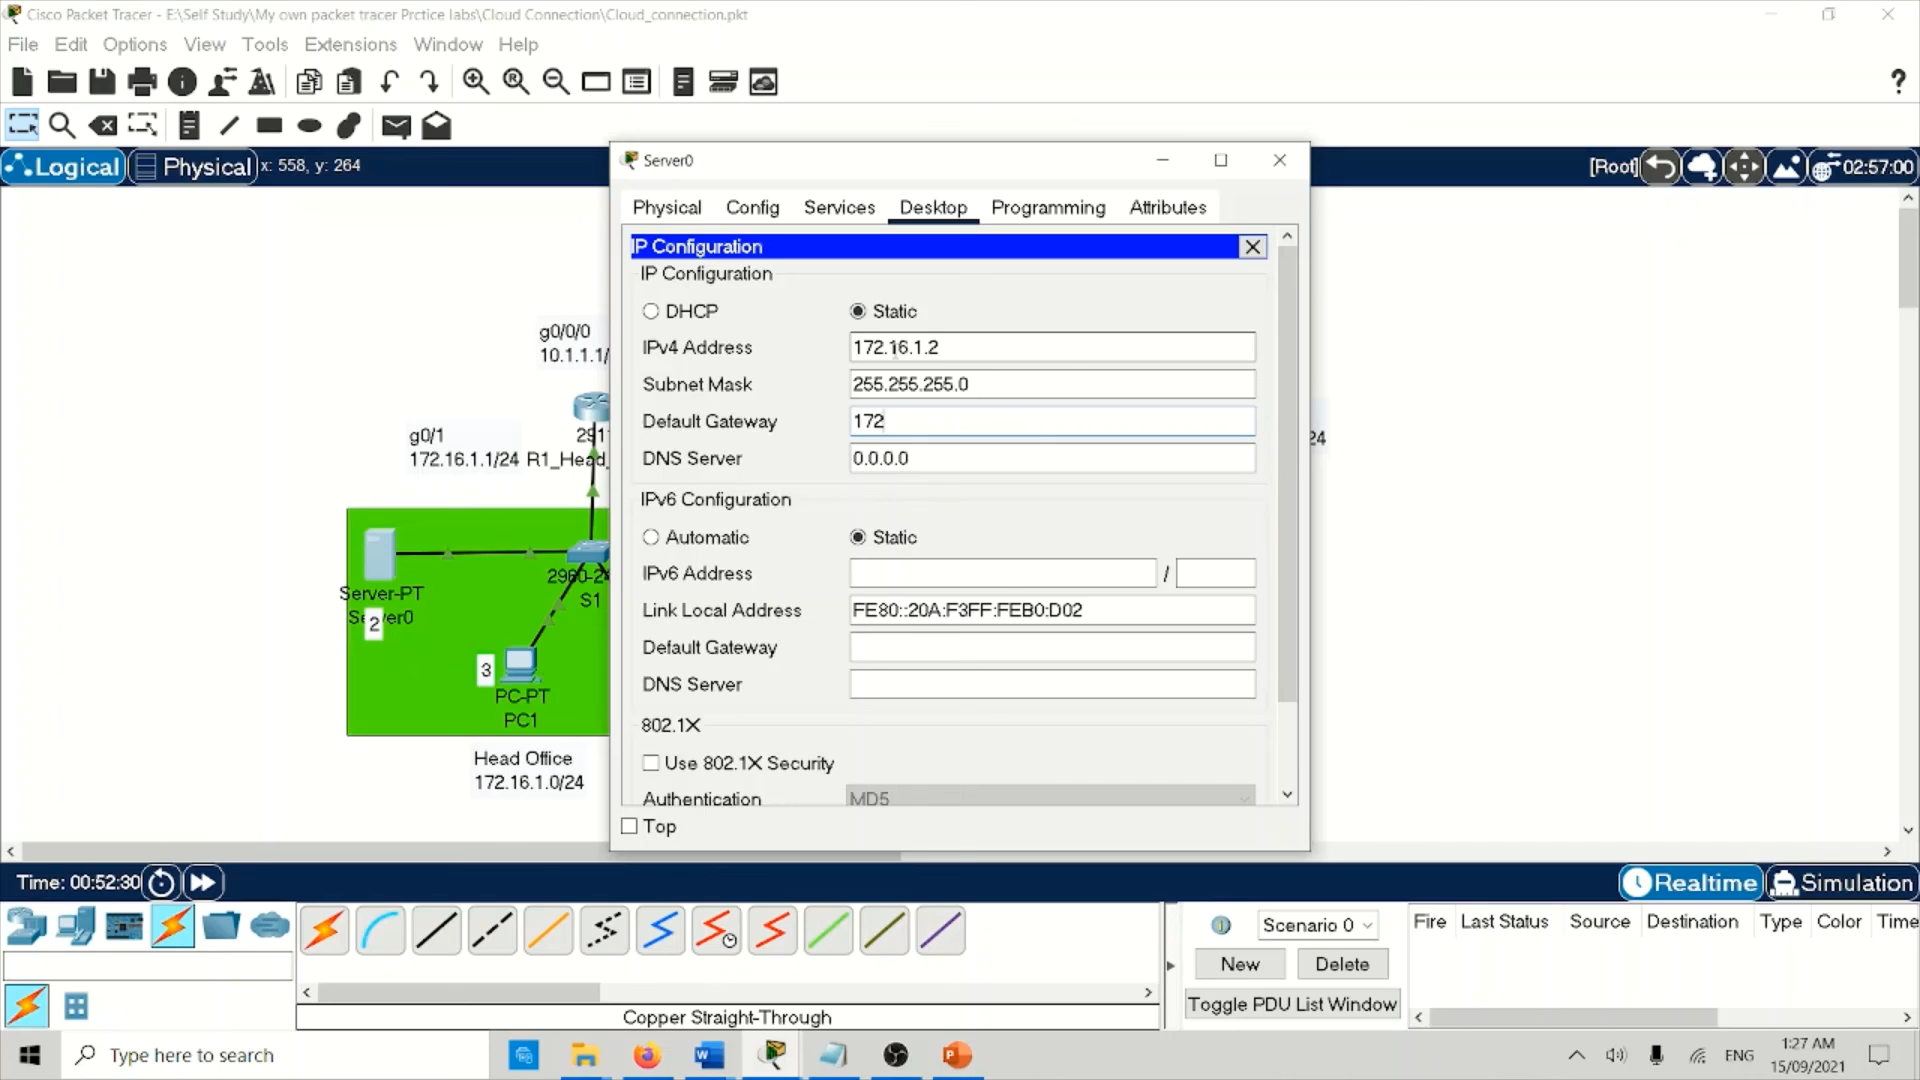 Cisco Packet Tracer - E:\Self Study\My own packet tracer Prctice labs\Cloud Connection\Cloud_connection.pkt
File Edit Options View Tools Extensions Window Help
?
Logical Physical x: 558, y: 264
[Root] 02:57:00
Server0
Physical Config Services Desktop Programming Attributes
IP Configuration
IP Configuration
DHCP Static
IPv4 Address 172.16.1.2
Subnet Mask 255.255.255.0
Default Gateway 172
DNS Server 0.0.0.0
IPv6 Configuration
Automatic Static
IPv6 Address /
Link Local Address FE80::20A:F3FF:FEB0:D02
Default Gateway
DNS Server
802.1X
Use 802.1X Security
Authentication MD5
Top
g0/0/0
10.1.1.1/
g0/1
172.16.1.1/24 R1_Head_
2911
24
2960-24
S1
Server-PT
Server0
2
3
PC-PT
PC1
Head Office
172.16.1.0/24
Time: 00:52:30
Realtime Simulation
Scenario 0
New Delete
Toggle PDU List Window
Fire Last Status Source Destination Type Color Time
Copper Straight-Through
Type here to search
ENG
1:27 AM
15/09/2021